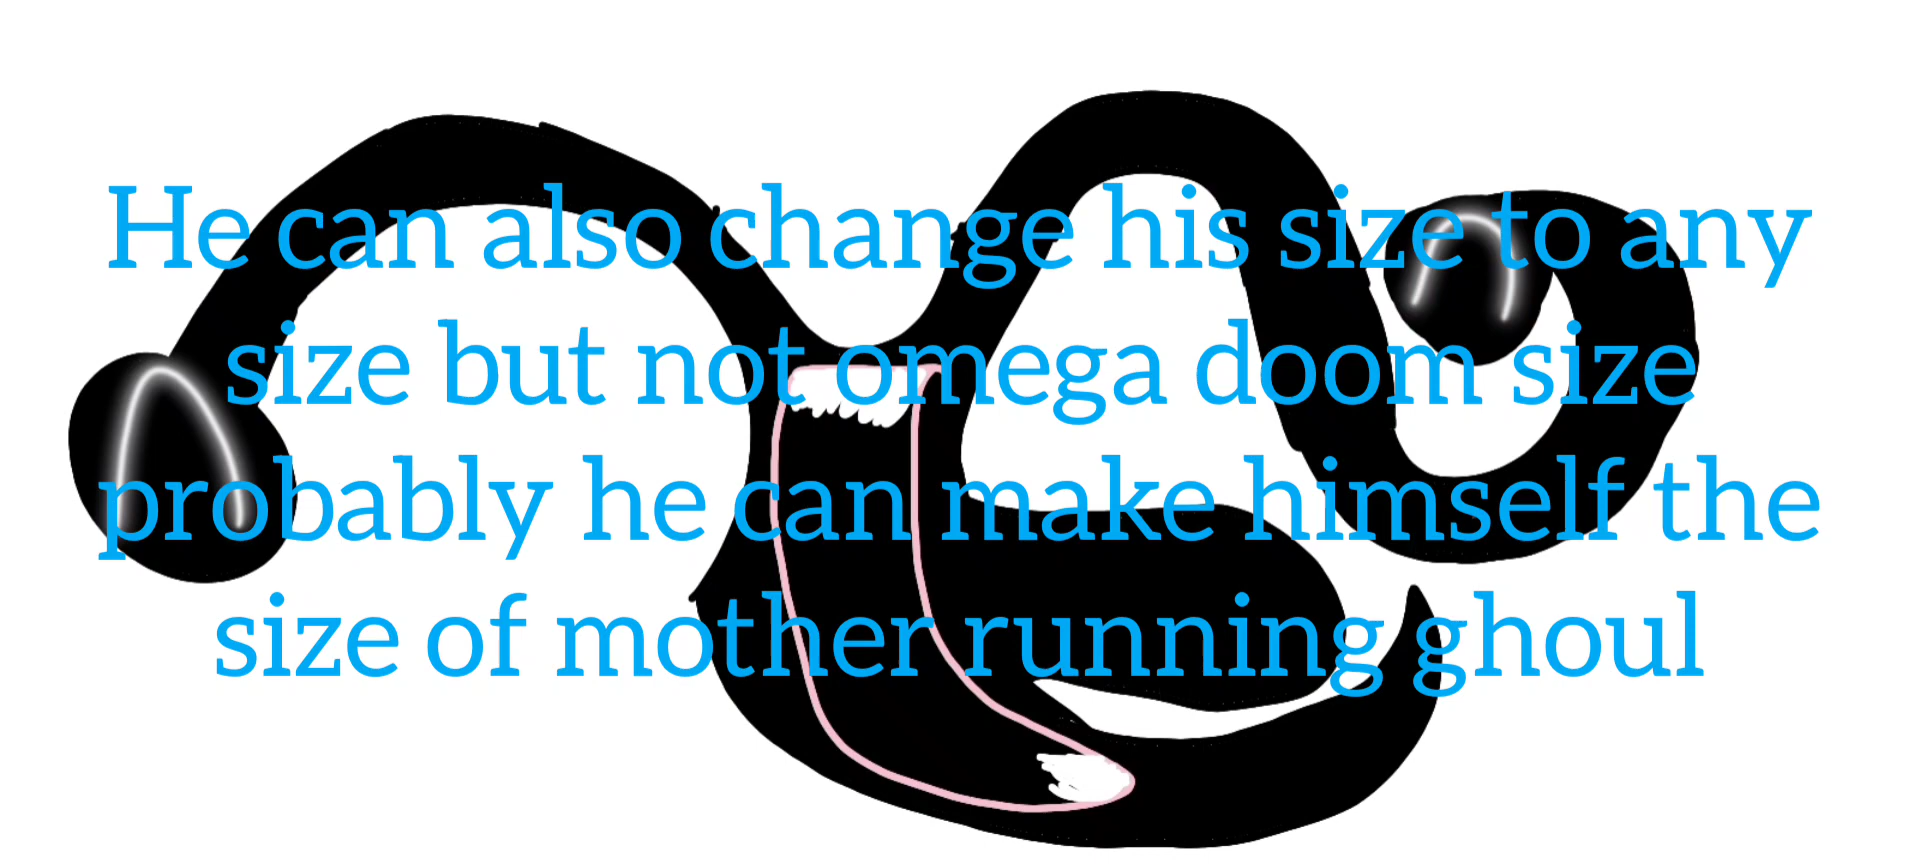 He can also change his size to any
size but not omega doom size
probably he can make himself the
size of mother running ghoul